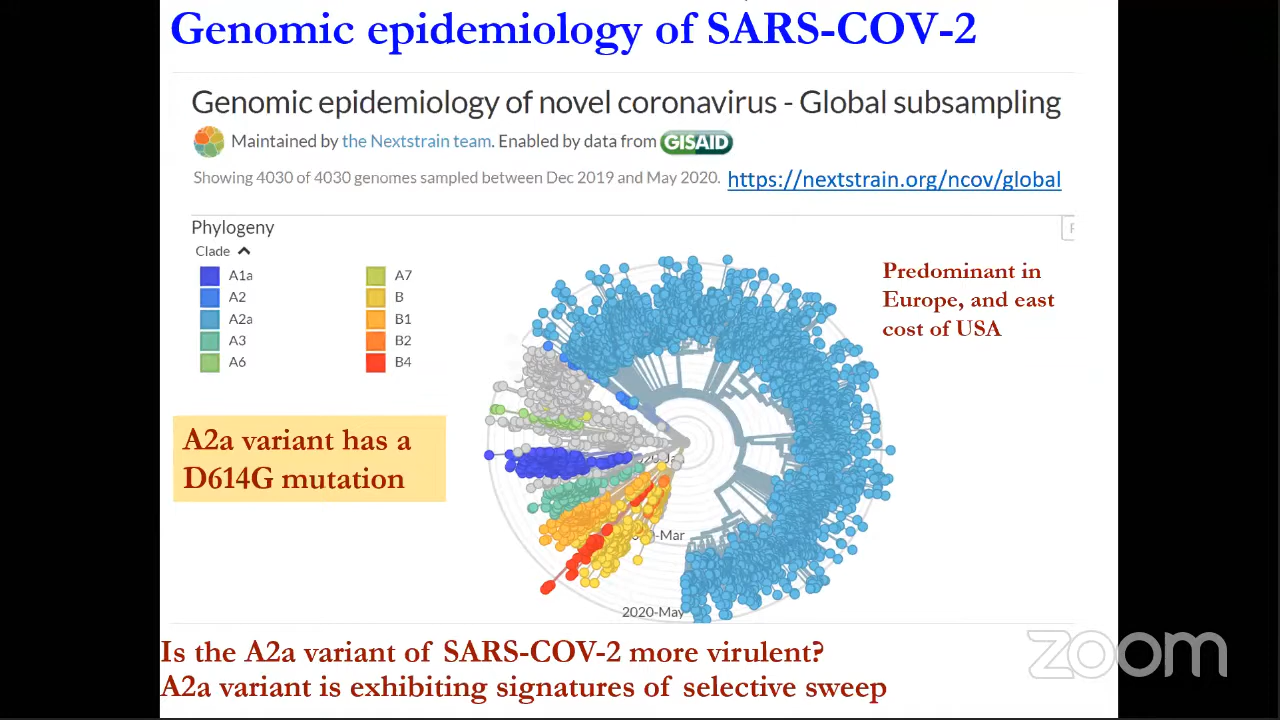 Genomic epidemiology of SARS-COV-2
Genomic epidemiology of novel coronavirus - Global subsampling
Maintained by the Nextstrain team. Enabled by data from GISAID
Showing 4030 of 4030 genomes sampled between Dec 2019 and May 2020. https://nextstrain.org/ncov/global
Phylogeny
Clade
A1a
A2
A2a
A3
A6
A7
B
B1
B2
B4
Predominant in
Europe, and east
cost of USA
A2a variant has a
D614G mutation
-Mar
2020-May
Is the A2a variant of SARS-COV-2 more virulent?
A2a variant is exhibiting signatures of selective sweep
zoom